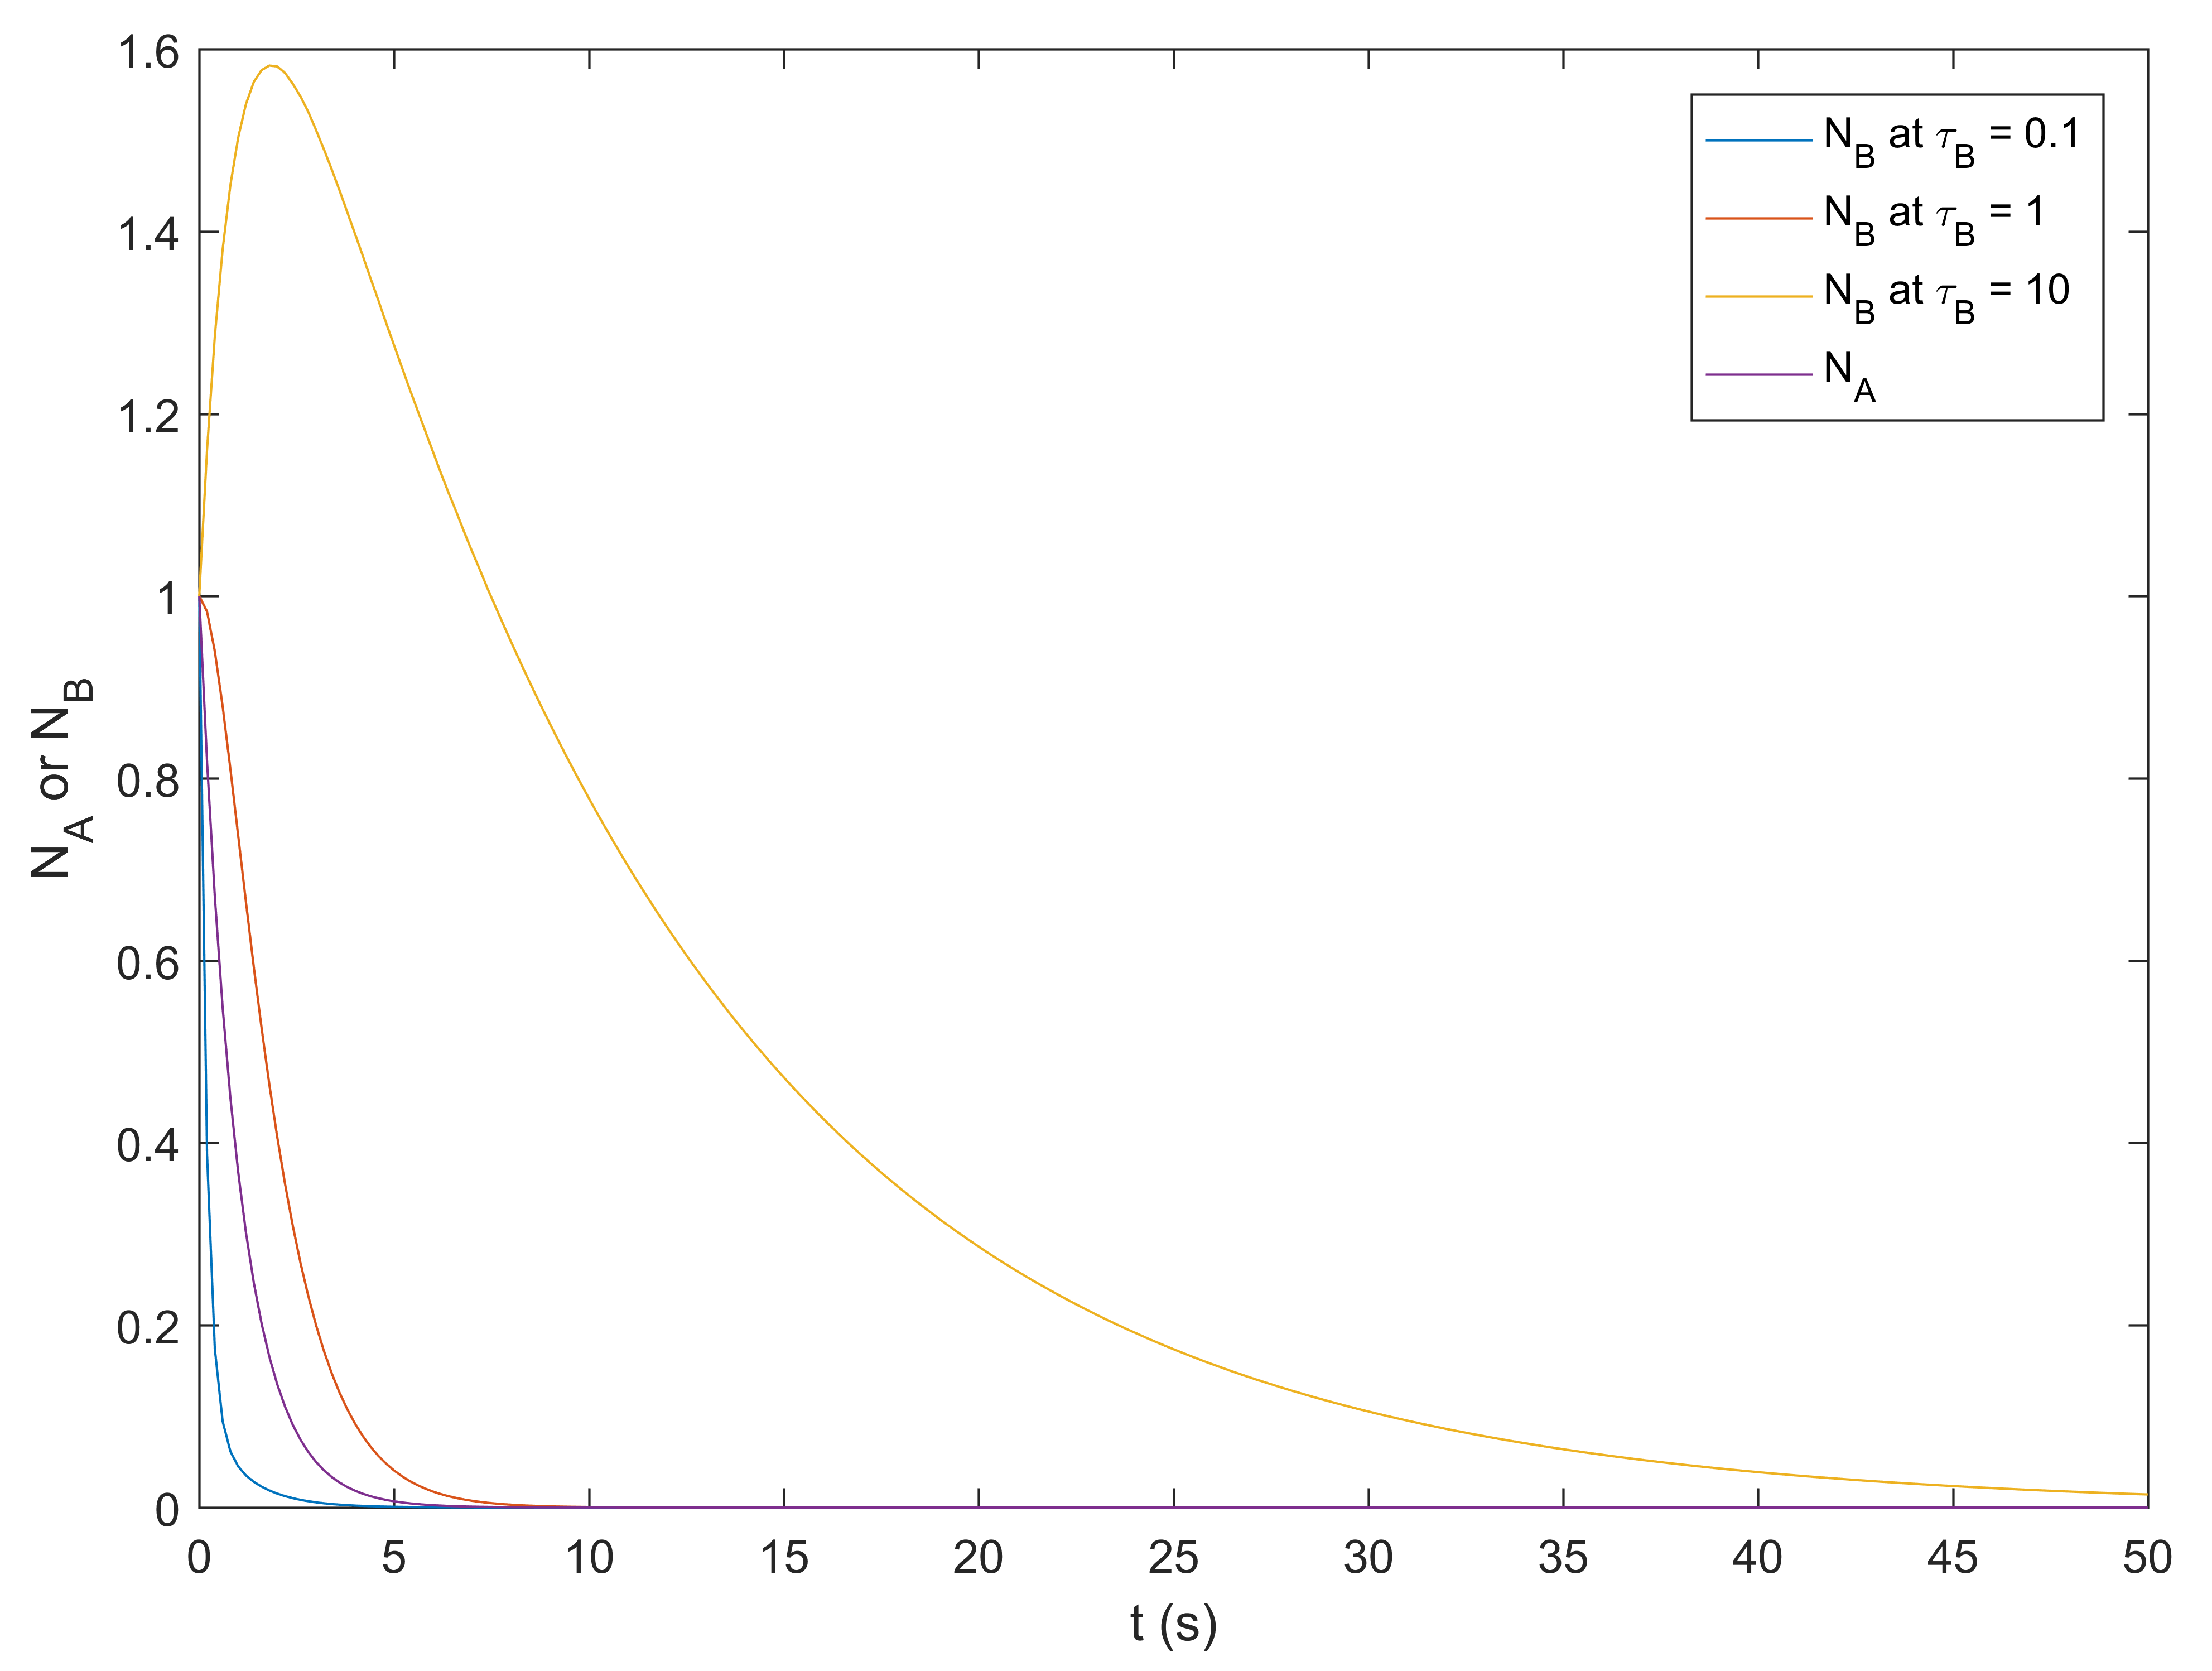 1.6
1.4
1.2
1
0.8
0.6
0.4
0.2
0
N_A or N_B
N_B at τ_B = 0.1
N_B at τ_B = 1
N_B at τ_B = 10
N_A
0 5 10 15 20 25 30 35 40 45 50
t (s)